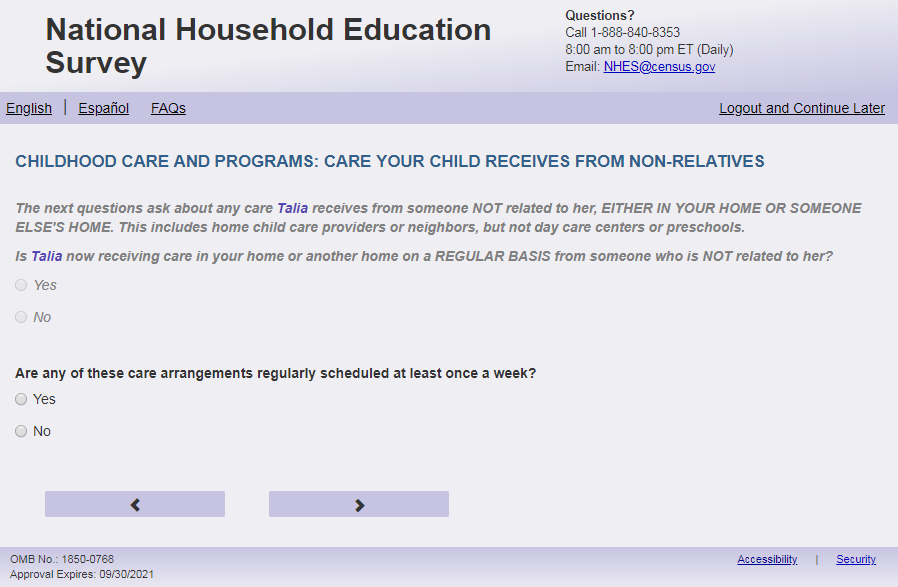 National Household Education
Survey
Questions?
Call 1-888-840-8353
8:00 am to 8:00 pm ET (Daily)
Email: NHES@census.gov
English | Español FAQs Logout and Continue Later
CHILDHOOD CARE AND PROGRAMS: CARE YOUR CHILD RECEIVES FROM NON-RELATIVES
The next questions ask about any care Talia receives from someone NOT related to her, EITHER IN YOUR HOME OR SOMEONE
ELSE'S HOME. This includes home child care providers or neighbors, but not day care centers or preschools.
Is Talia now receiving care in your home or another home on a REGULAR BASIS from someone who is NOT related to her?
Yes
No
Are any of these care arrangements regularly scheduled at least once a week?
Yes
No
OMB No.: 1850-0768
Approval Expires: 09/30/2021
Accessibility | Security